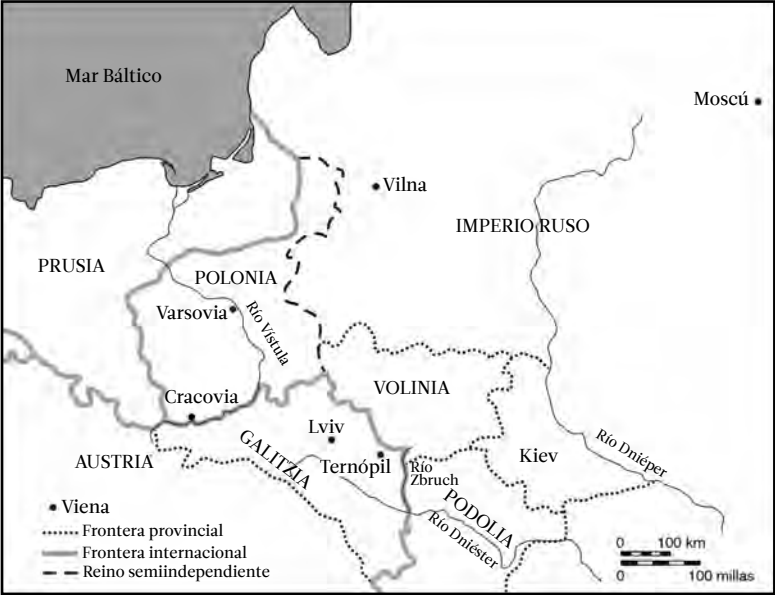 Mar Báltico
Moscú
Vilna
IMPERIO RUSO
PRUSIA
POLONIA
Varsovia
Río Vístula
VOLINIA
Cracovia
Lviv
GALITZIA
Ternópil
Río
Zbruch
Kiev
Río Dniéper
AUSTRIA
PODOLIA
Río Dniéster
Viena
Frontera provincial
Frontera internacional
Reino semiindependiente
0 100 km
0 100 millas